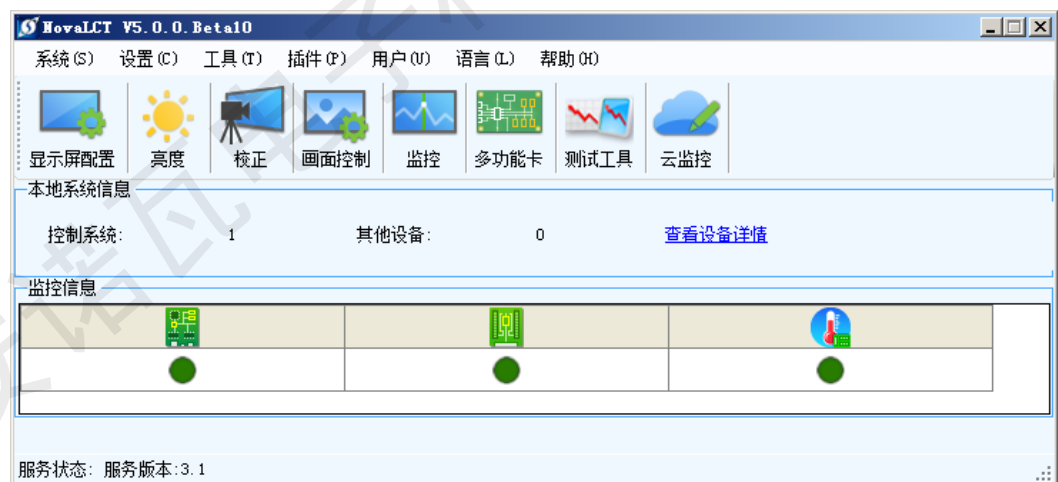 NovaLCT V5.0.0.Beta10
系统(S) 设置(C) 工具(T) 插件(P) 用户(U) 语言(L) 帮助(H)
显示屏配置 亮度 校正 画面控制 监控 多功能卡 测试工具 云监控
本地系统信息
控制系统: 1 其他设备: 0 查看设备详情
监控信息
服务状态: 服务版本:3.1